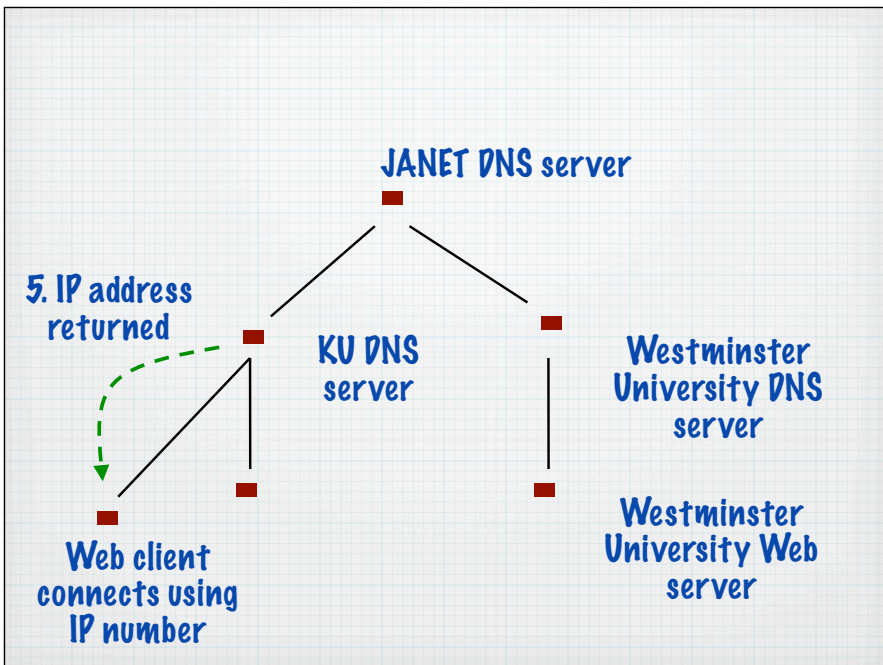 JANET DNS server
5. IP address
returned
KU DNS
server
Westminster
University DNS
server
Westminster
University Web
server
Web client
connects using
IP number